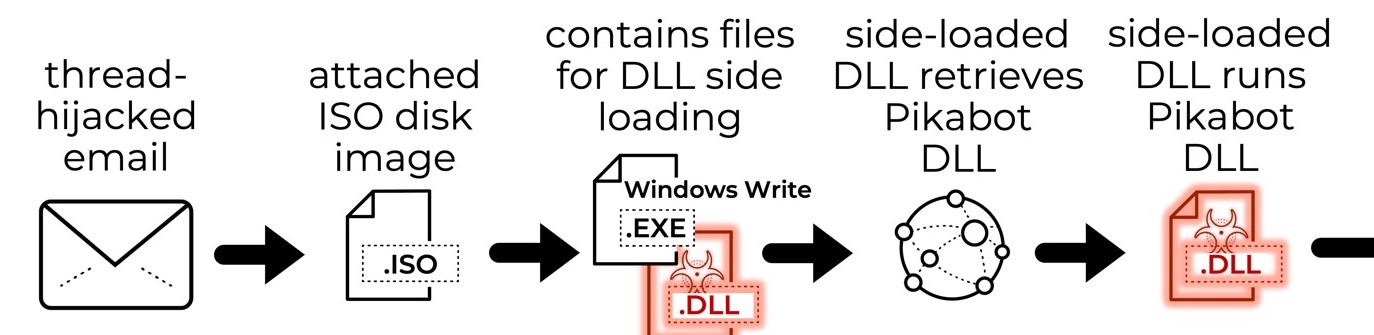 thread-
hijacked
email
attached
ISO disk
image
contains files
for DLL side
loading
side-loaded
DLL retrieves
Pikabot
DLL
side-loaded
DLL runs
Pikabot
DLL
.ISO
Windows Write
.EXE
.DLL
.DLL